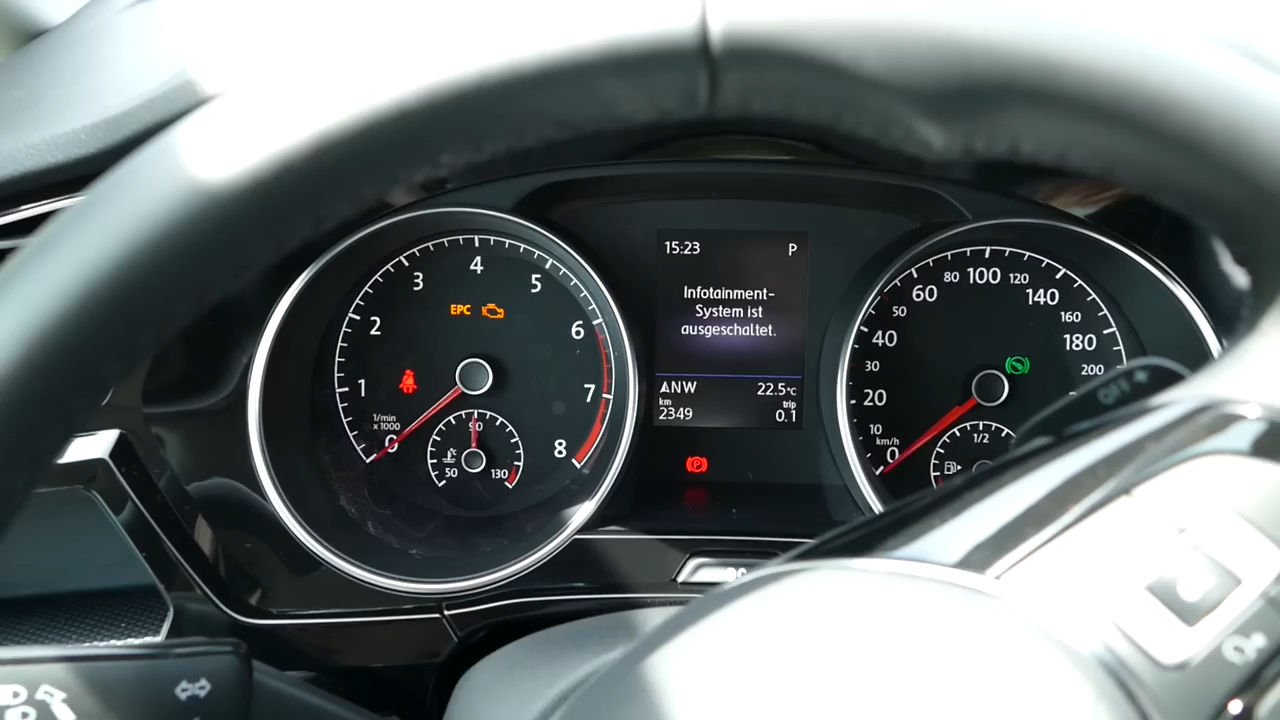 15:23 P
Infotainment-
System ist
ausgeschaltet.
NW 22.5°C
km trip
2349 0.1
EPC
1/min
x 1000
0 1 2 3 4 5 6 7 8
50 90 130
km/h
0 10 20 30 40 50 60 80 100 120 140 160 180 200
1/2
OFF